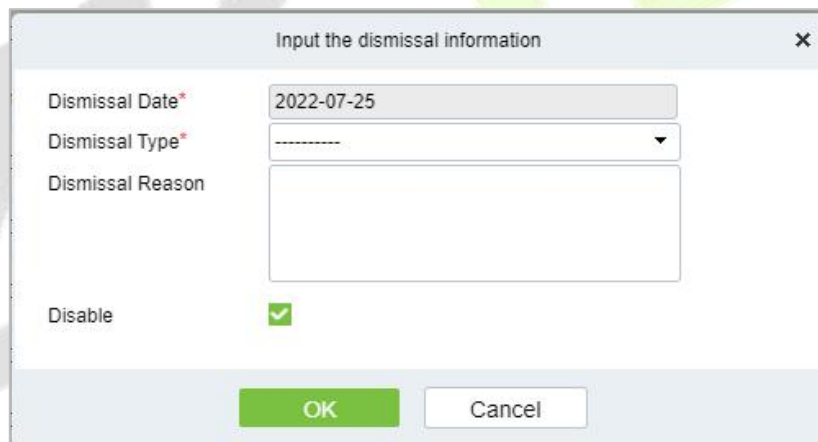 Input the dismissal information
Dismissal Date* 2022-07-25
Dismissal Type* ----------
Dismissal Reason
Disable
OK Cancel